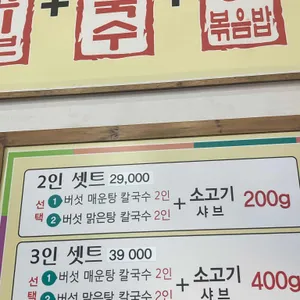 + 국수 + 볶음밥
2인 셋트 29,000
선택 1 버섯 매운탕 칼국수 2인 + 소고기 샤브 200g
2 버섯 맑은탕 칼국수 2인
3인 셋트 39 000
선택 1 버섯 매운탕 칼국수 2인 + 소고기 샤브 400g
2 버섯 맑은탕 칼국수 2인